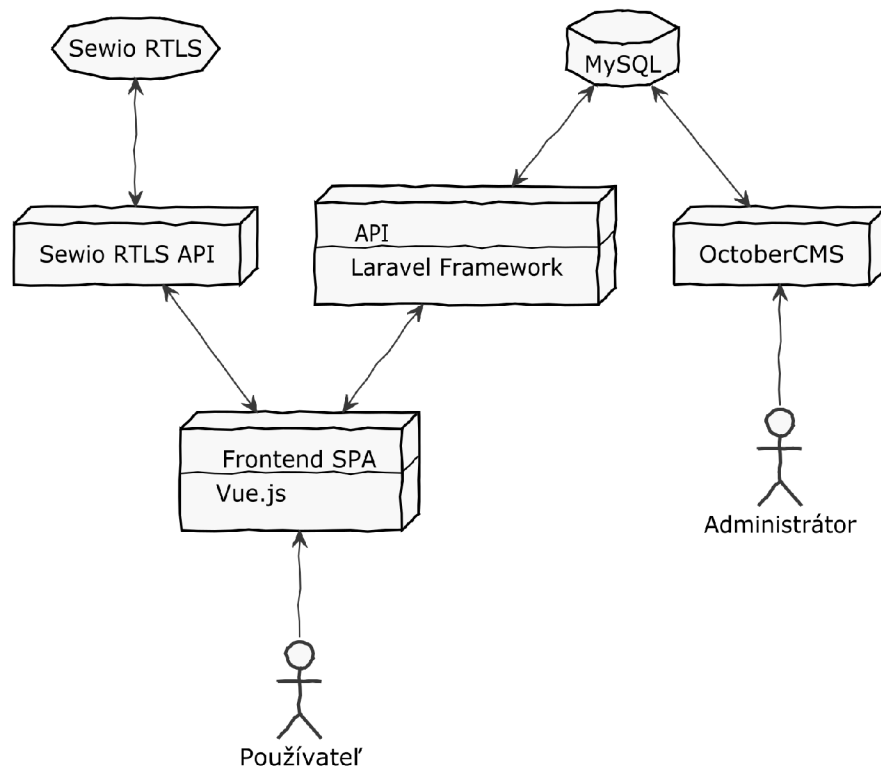 Sewio RTLS
MySQL
Sewio RTLS API
API
Laravel Framework
OctoberCMS
Frontend SPA
Vue.js
Administrátor
Používateľ